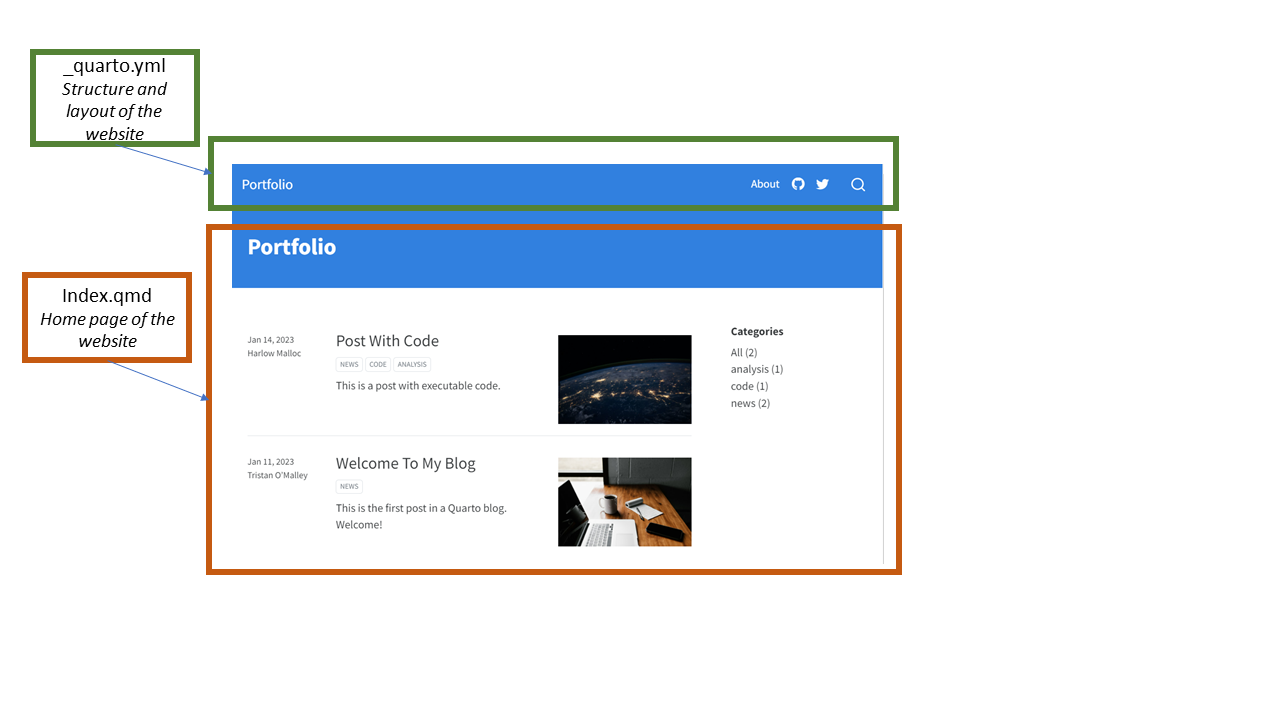 _quarto.yml
Structure and
layout of the
website
Portfolio
About
Portfolio
Index.qmd
Home page of the
website
Jan 14, 2023
Harlow Malloc
Post With Code
NEWS CODE ANALYSIS
This is a post with executable code.
Categories
All (2)
analysis (1)
code (1)
news (2)
Jan 11, 2023
Tristan O'Malley
Welcome To My Blog
NEWS
This is the first post in a Quarto blog.
Welcome!